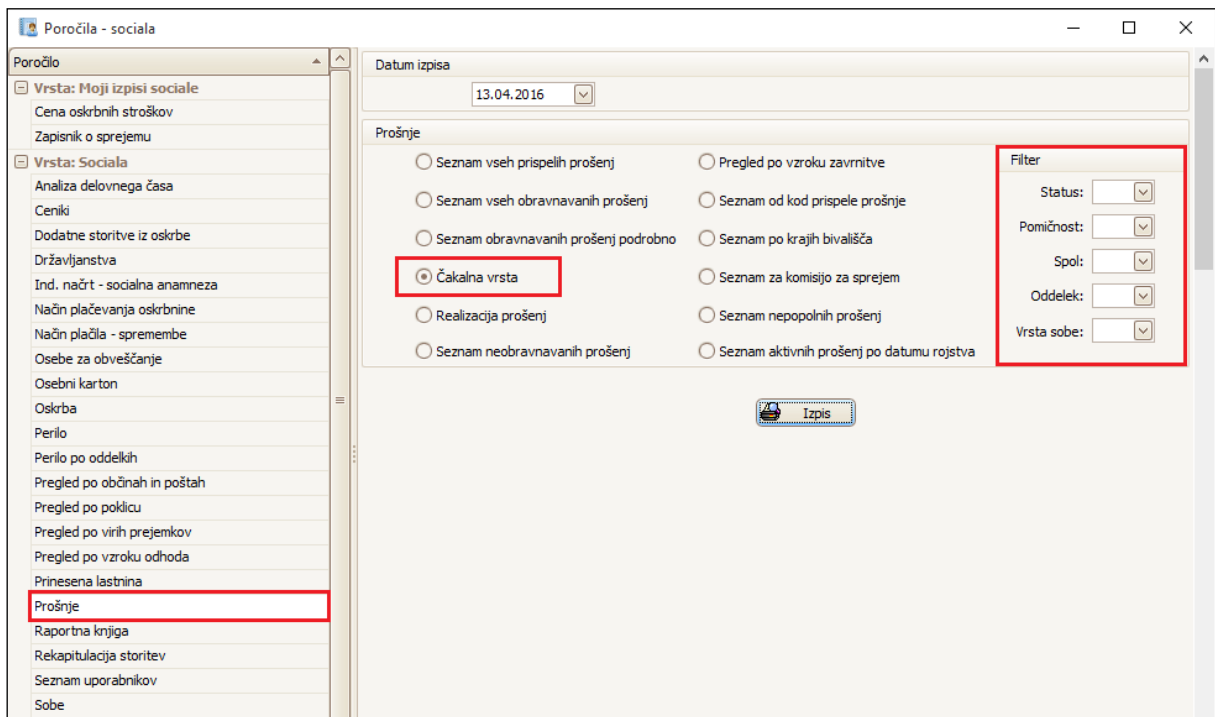 Poročila - sociala
Poročilo
Vrsta: Moji izpisi sociale
Cena oskrbnih stroškov
Zapisnik o sprejemu
Vrsta: Sociala
Analiza delovnega časa
Ceniki
Dodatne storitve iz oskrbe
Državljanstva
Ind. načrt - socialna anamneza
Način plačevanja oskrbnine
Način plačila - spremembe
Osebe za obveščanje
Osebni karton
Oskrba
Perilo
Perilo po oddelkih
Pregled po občinah in poštah
Pregled po poklicu
Pregled po virih prejemkov
Pregled po vzroku odhoda
Prinesena lastnina
Prošnje
Raportna knjiga
Rekapitulacija storitev
Seznam uporabnikov
Sobe
Datum izpisa
13.04.2016
Prošnje
Seznam vseh prispelih prošenj
Seznam vseh obravnavanih prošenj
Seznam obravnavanih prošenj podrobno
Čakalna vrsta
Realizacija prošenj
Seznam neobravnavanih prošenj
Pregled po vzroku zavrnitve
Seznam od kod prispele prošnje
Seznam po krajih bivališča
Seznam za komisijo za sprejem
Seznam nepopolnih prošenj
Seznam aktivnih prošenj po datumu rojstva
Filter
Status:
Pomičnost:
Spol:
Oddelek:
Vrsta sobe:
Izpis